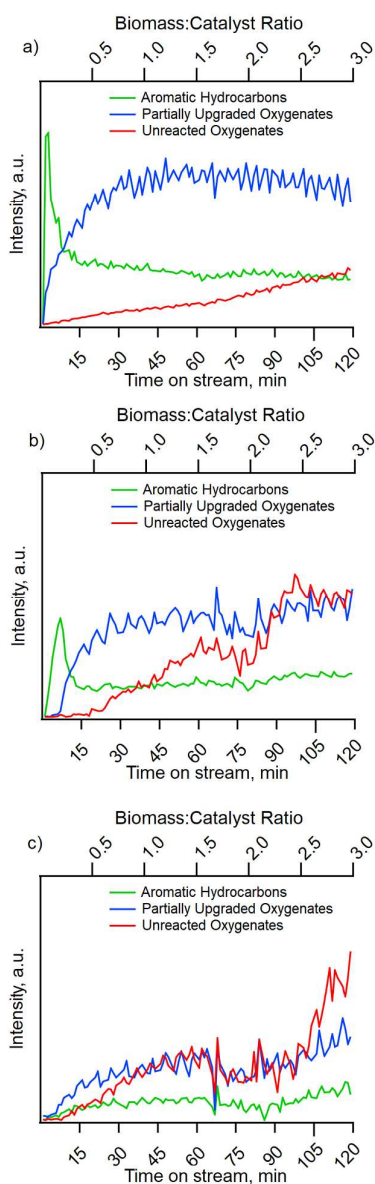 Biomass:Catalyst Ratio
a)
0.5 1.0 1.5 2.0 2.5 3.0
Aromatic Hydrocarbons
Partially Upgraded Oxygenates
Unreacted Oxygenates
Intensity, a.u.
15 30 45 60 75 90 105 120
Time on stream, min
Biomass:Catalyst Ratio
b)
0.5 1.0 1.5 2.0 2.5 3.0
Aromatic Hydrocarbons
Partially Upgraded Oxygenates
Unreacted Oxygenates
Intensity, a.u.
15 30 45 60 75 90 105 120
Time on stream, min
Biomass:Catalyst Ratio
c)
0.5 1.0 1.5 2.0 2.5 3.0
Aromatic Hydrocarbons
Partially Upgraded Oxygenates
Unreacted Oxygenates
Intensity, a.u.
15 30 45 60 75 90 105 120
Time on stream, min